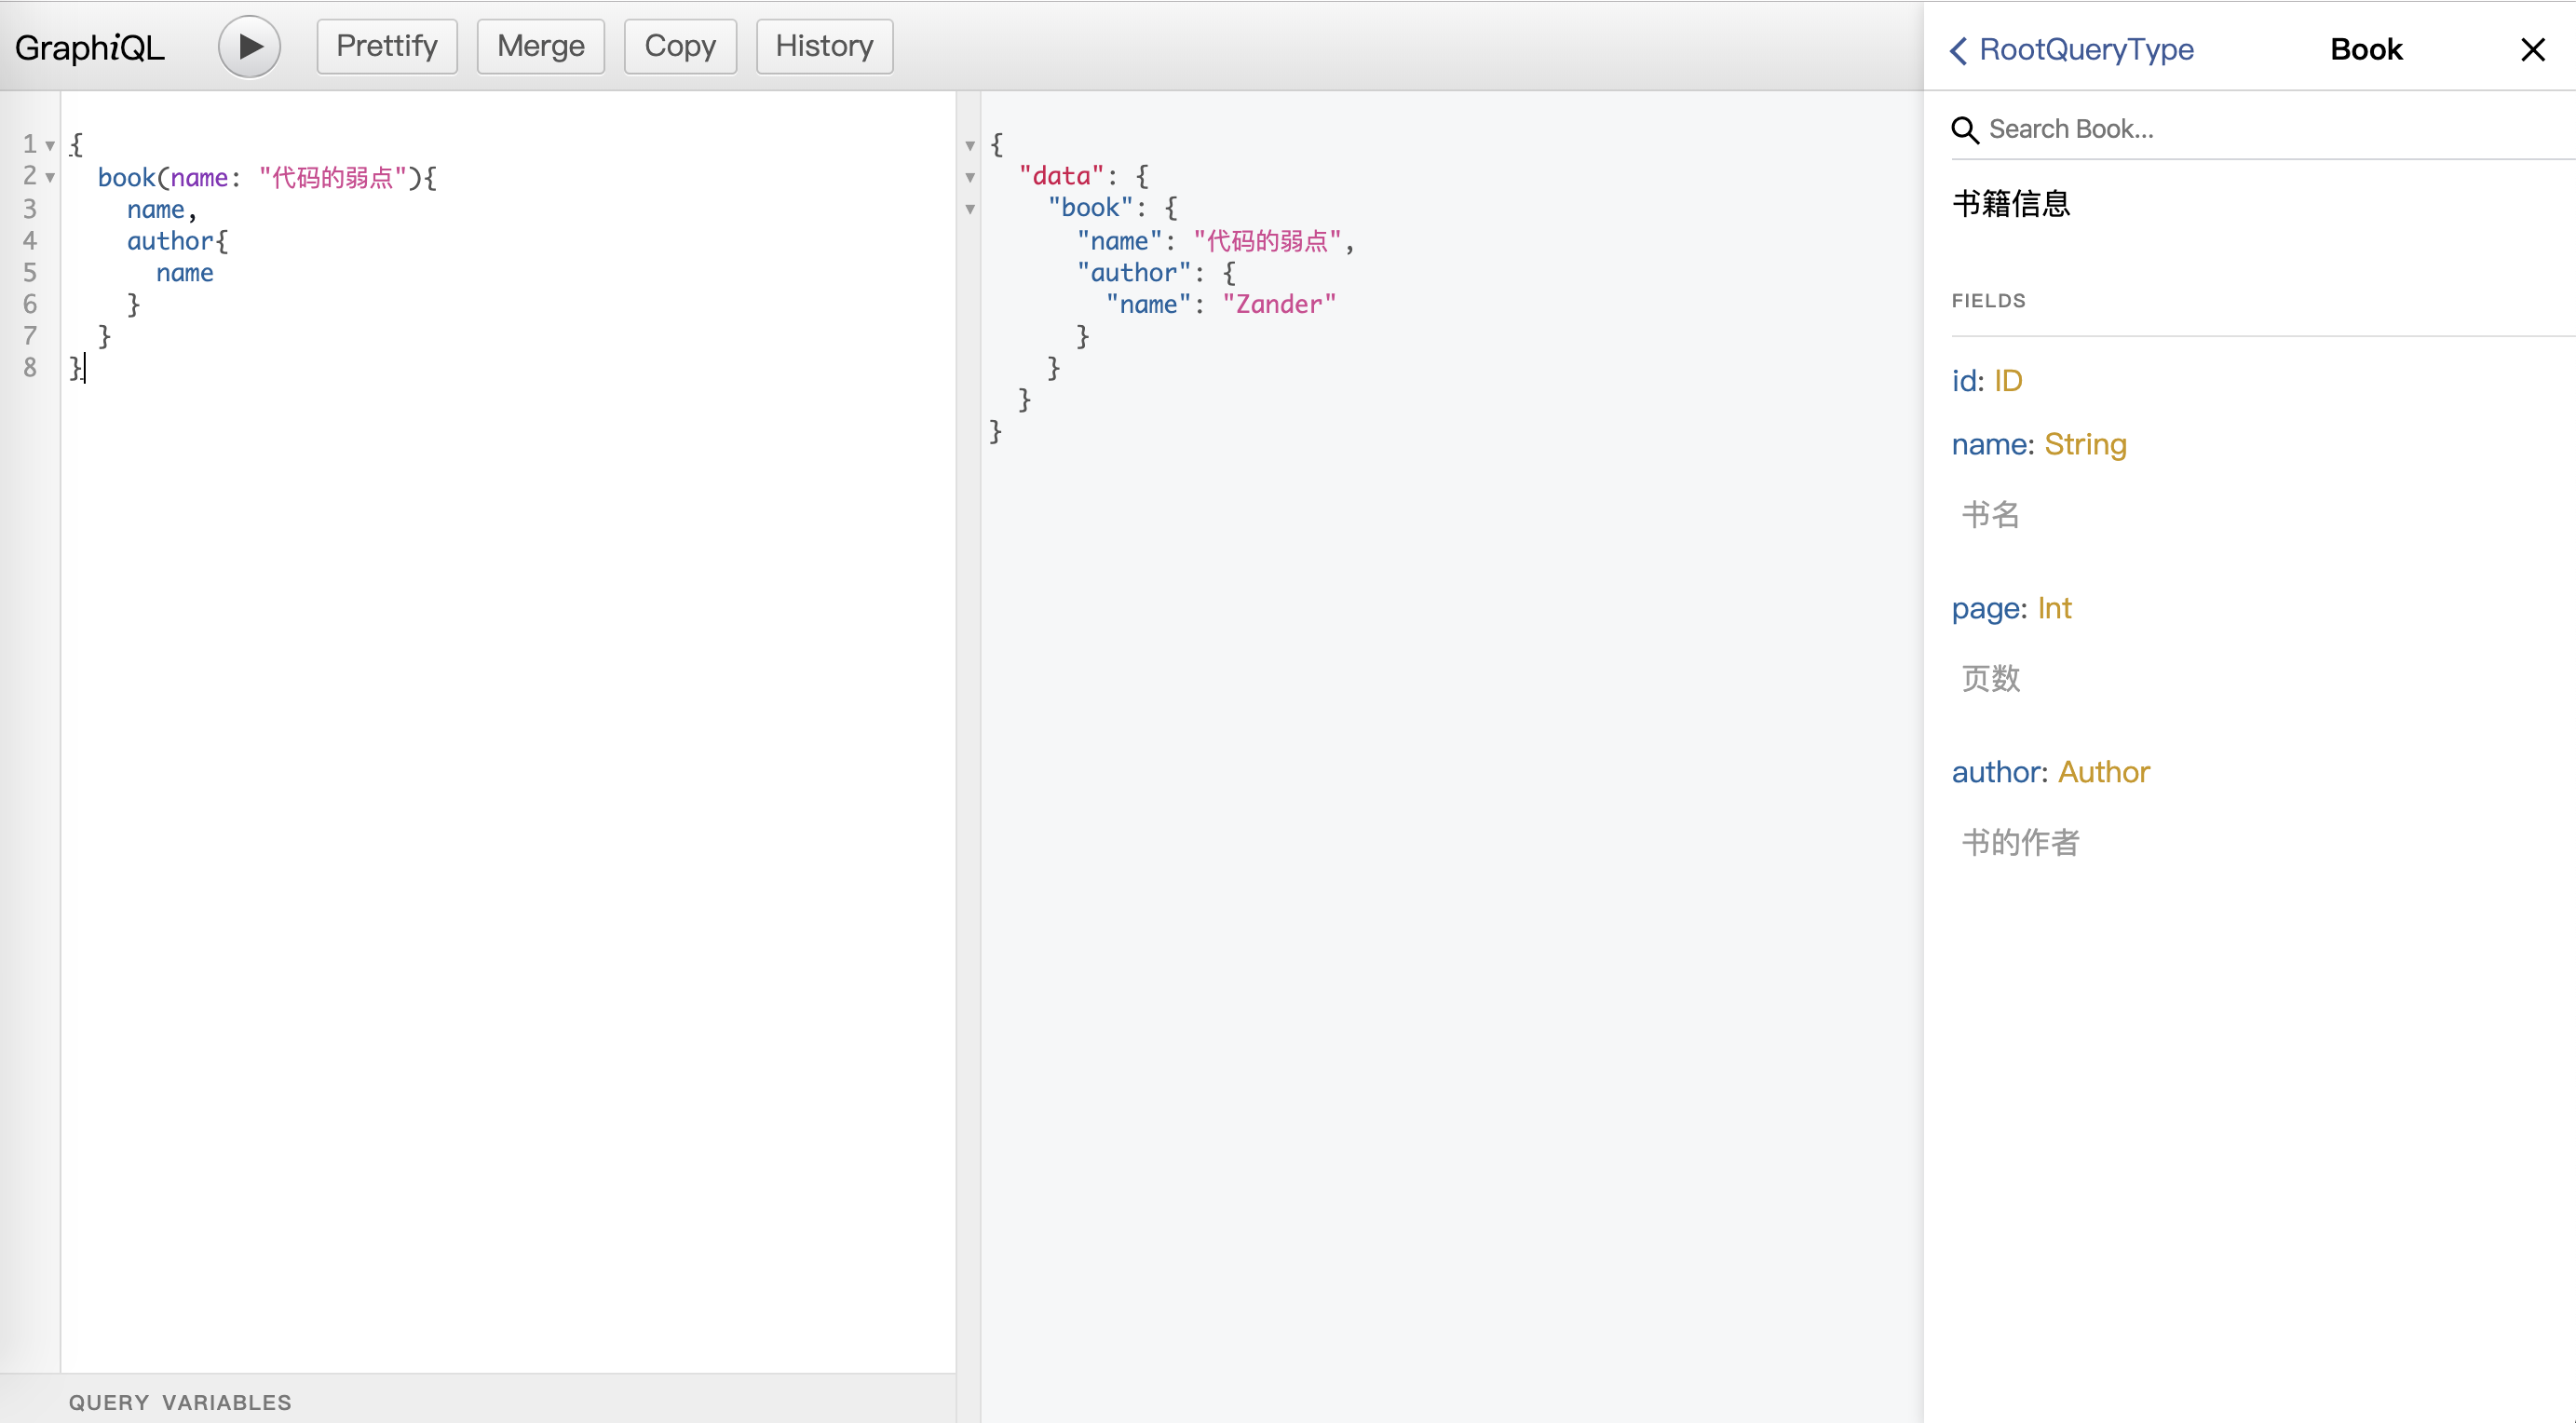 GraphiQL
Prettify
Merge
Copy
History
1 {
2 book(name: "代码的弱点"){
3 name,
4 author{
5 name
6 }
7 }
8 }
QUERY VARIABLES
{
"data": {
"book": {
"name": "代码的弱点",
"author": {
"name": "Zander"
}
}
}
}
RootQueryType
Book
Search Book...
书籍信息
FIELDS
id: ID
name: String
书名
page: Int
页数
author: Author
书的作者